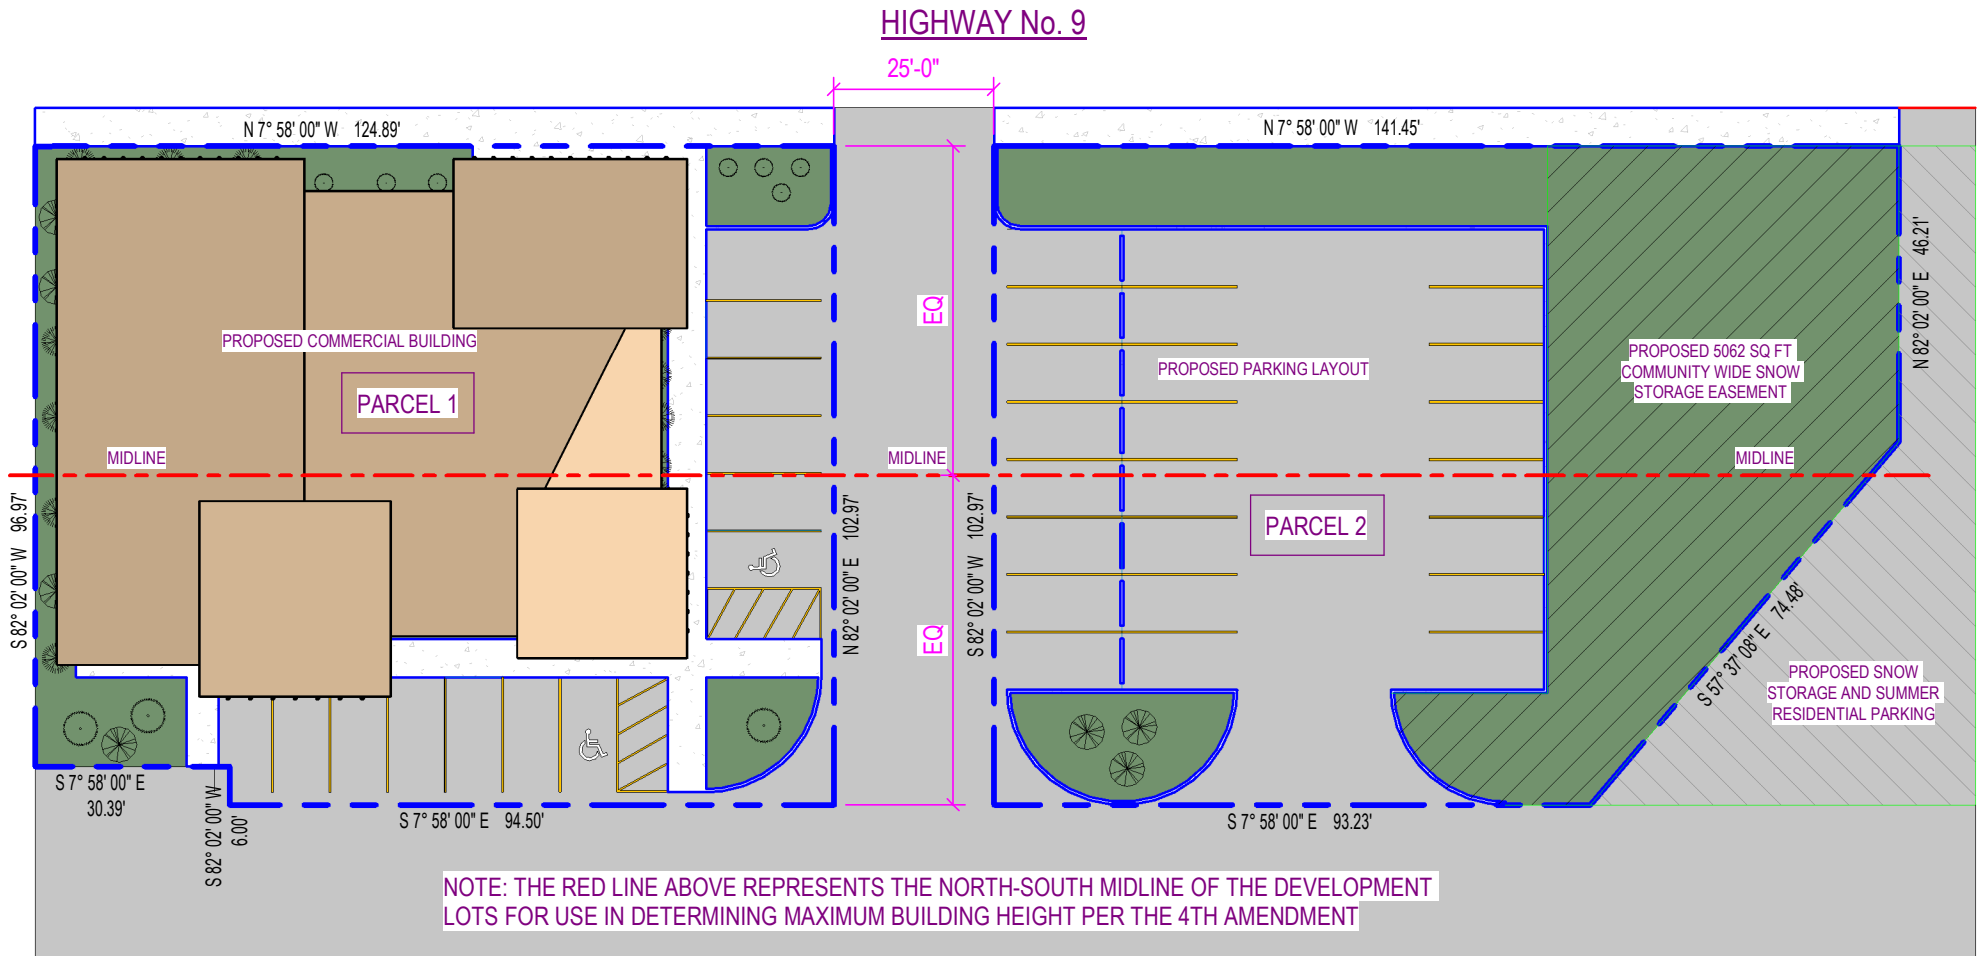 HIGHWAY No. 9
25'-0"
N 7° 58' 00" W 124.89'
N 7° 58' 00" W 141.45'
N 82° 02' 00" E 46.21'
EQ
PROPOSED COMMERCIAL BUILDING
PARCEL 1
PROPOSED PARKING LAYOUT
PROPOSED 5062 SQ FT
COMMUNITY WIDE SNOW
STORAGE EASEMENT
MIDLINE
MIDLINE
MIDLINE
S 82° 02' 00" W 96.97'
N 82° 02' 00" E 102.97'
S 82° 02' 00" W 102.97'
PARCEL 2
EQ
S 57° 37' 08" E 74.48'
PROPOSED SNOW
STORAGE AND SUMMER
RESIDENTIAL PARKING
S 7° 58' 00" E
30.39'
S 82° 02' 00" W
6.00'
S 7° 58' 00" E 94.50'
S 7° 58' 00" E 93.23'
NOTE: THE RED LINE ABOVE REPRESENTS THE NORTH-SOUTH MIDLINE OF THE DEVELOPMENT
LOTS FOR USE IN DETERMINING MAXIMUM BUILDING HEIGHT PER THE 4TH AMENDMENT